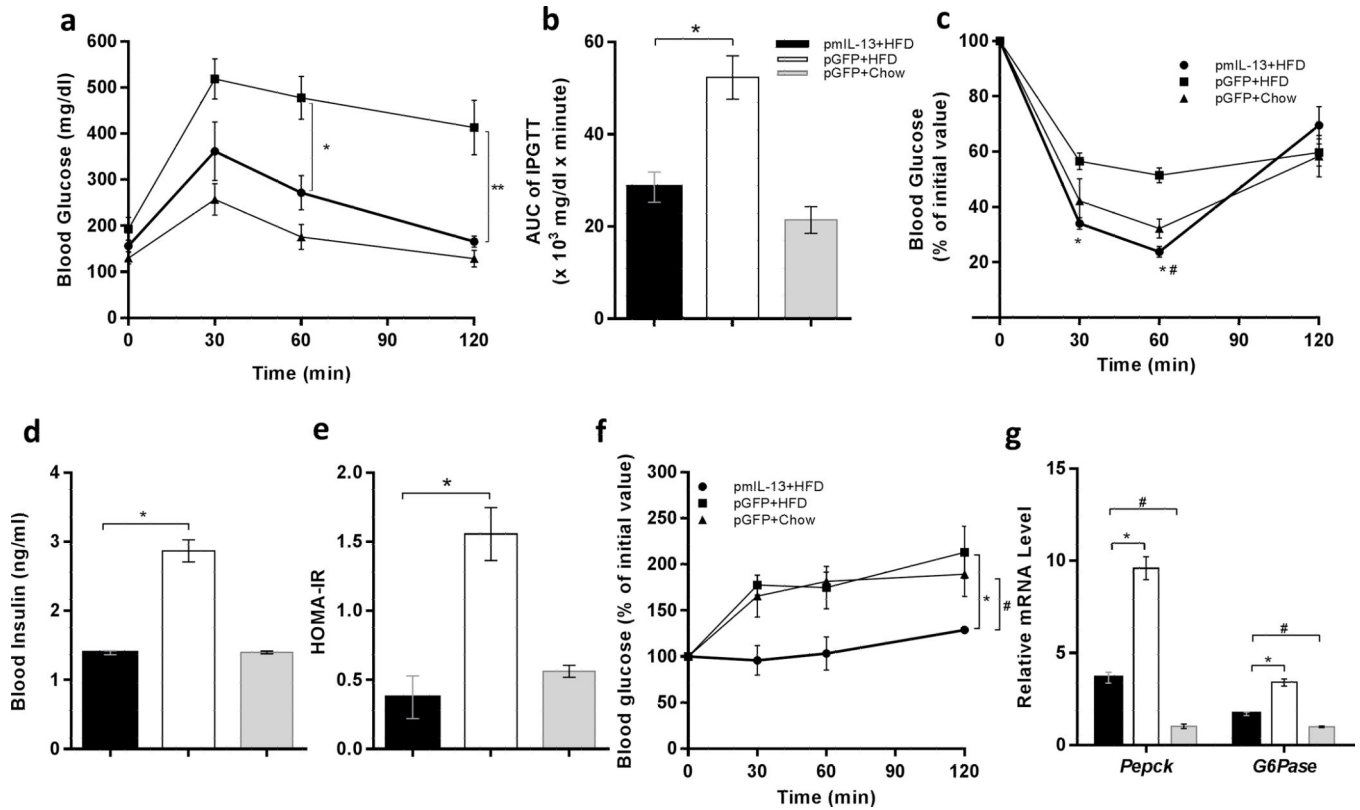 a
600
500
400
300
200
100
0
Blood Glucose (mg/dl)
*
**
0 30 60 90 120
Time (min)
b
60
40
20
0
AUC of IPGTT
(x 10³ mg/dl x minute)
*
pmIL-13+HFD
pGFP+HFD
pGFP+Chow
c
100
80
60
40
20
Blood Glucose
(% of initial value)
pmIL-13+HFD
pGFP+HFD
pGFP+Chow
*
* #
0 30 60 90 120
Time (min)
d
4
3
2
1
0
Blood Insulin (ng/ml)
*
e
2.0
1.5
1.0
0.5
0.0
HOMA-IR
*
f
300
250
200
150
100
50
0
Blood glucose (% of initial value)
pmIL-13+HFD
pGFP+HFD
pGFP+Chow
*
#
0 30 60 90 120
Time (min)
g
15
10
5
0
Relative mRNA Level
#
*
#
*
Pepck G6Pase